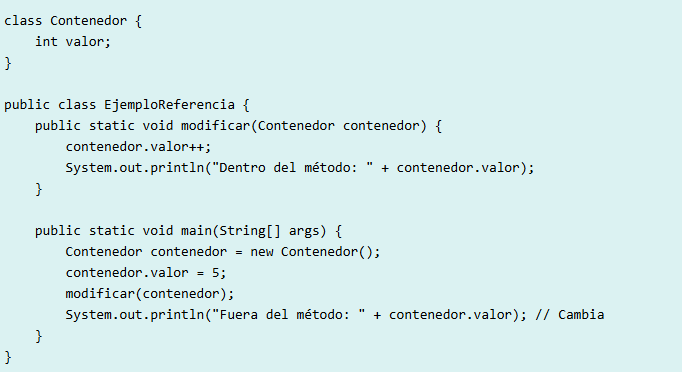 class Contenedor {
    int valor;
}

public class EjemploReferencia {
    public static void modificar(Contenedor contenedor) {
        contenedor.valor++;
        System.out.println("Dentro del método: " + contenedor.valor);
    }

    public static void main(String[] args) {
        Contenedor contenedor = new Contenedor();
        contenedor.valor = 5;
        modificar(contenedor);
        System.out.println("Fuera del método: " + contenedor.valor); // Cambia
    }
}